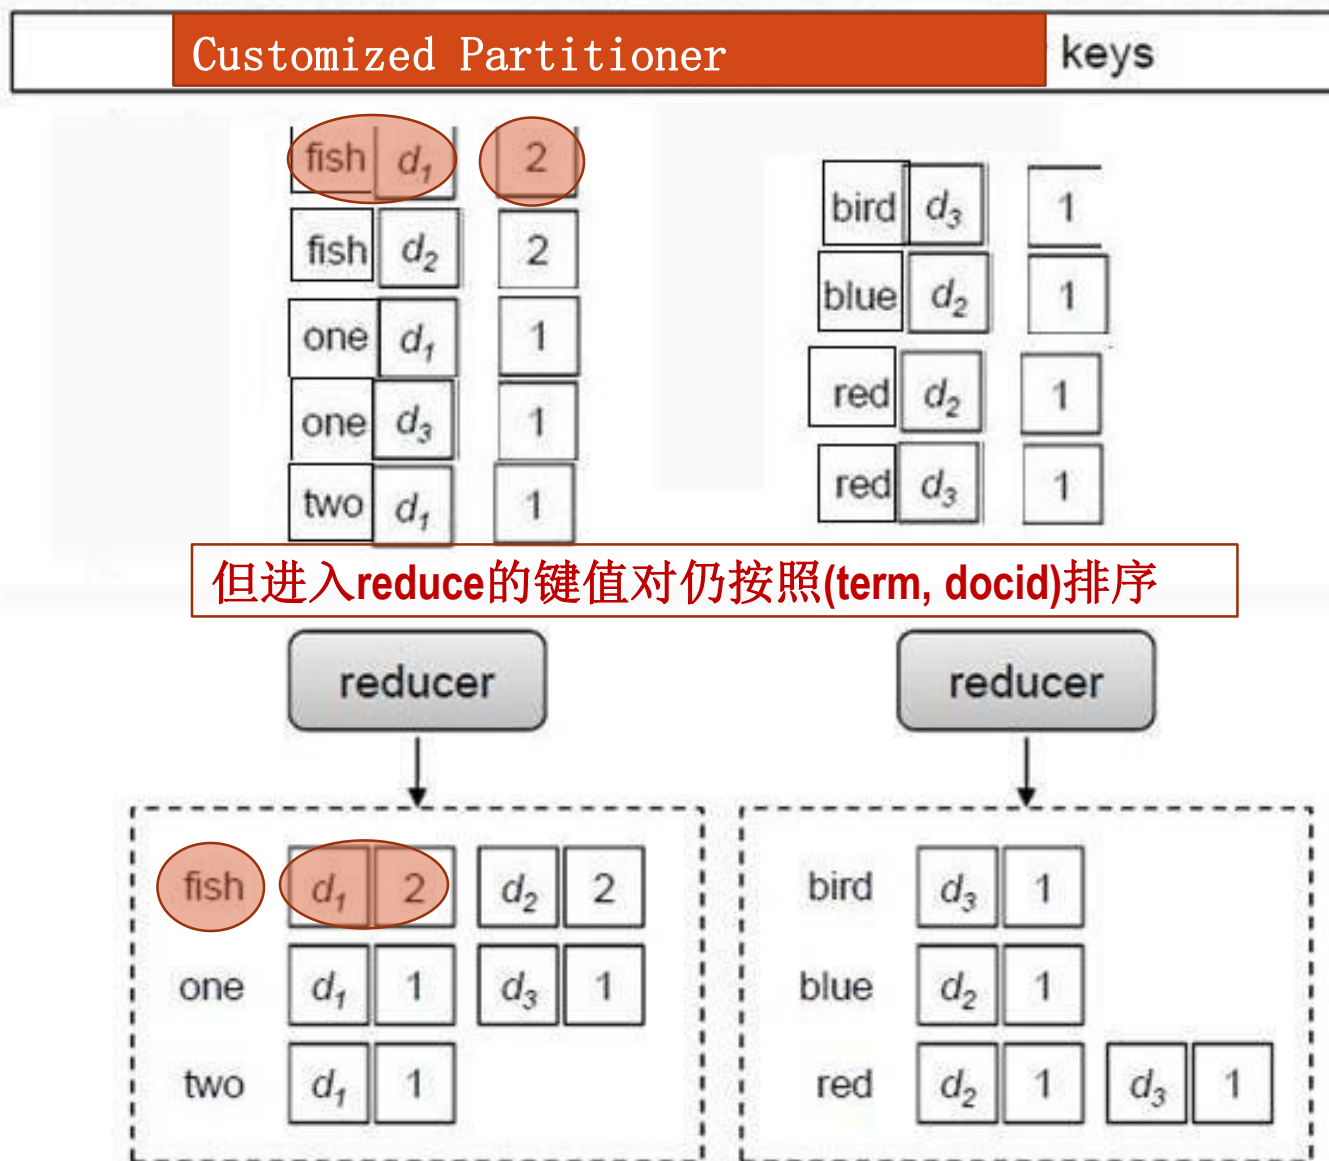 Customized Partitioner keys
fish d₁ 2
fish d₂ 2
one d₁ 1
one d₃ 1
two d₁ 1
bird d₃ 1
blue d₂ 1
red d₂ 1
red d₃ 1
但进入reduce的键值对仍按照(term, docid)排序
reducer
reducer
fish d₁ 2 d₂ 2
one d₁ 1 d₃ 1
two d₁ 1
bird d₃ 1
blue d₂ 1
red d₂ 1 d₃ 1